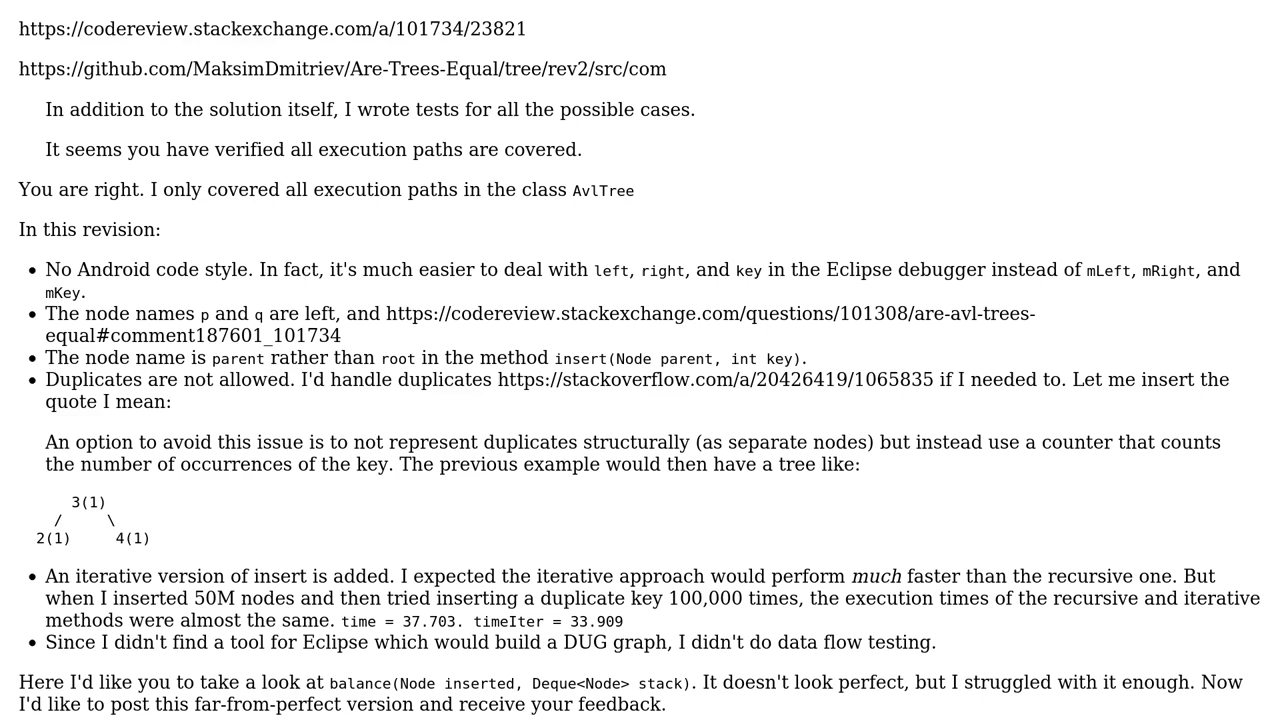 https://codereview.stackexchange.com/a/101734/23821
https://github.com/MaksimDmitriev/Are-Trees-Equal/tree/rev2/src/com
In addition to the solution itself, I wrote tests for all the possible cases.
It seems you have verified all execution paths are covered.
You are right. I only covered all execution paths in the class AvlTree
In this revision:
• No Android code style. In fact, it's much easier to deal with left, right, and key in the Eclipse debugger instead of mLeft, mRight, and
mKey.
• The node names p and q are left, and https://codereview.stackexchange.com/questions/101308/are-avl-trees-
equal#comment187601_101734
• The node name is parent rather than root in the method insert(Node parent, int key).
• Duplicates are not allowed. I'd handle duplicates https://stackoverflow.com/a/20426419/1065835 if I needed to. Let me insert the
quote I mean:
An option to avoid this issue is to not represent duplicates structurally (as separate nodes) but instead use a counter that counts
the number of occurrences of the key. The previous example would then have a tree like:
3(1)
/ \
2(1) 4(1)
• An iterative version of insert is added. I expected the iterative approach would perform much faster than the recursive one. But
when I inserted 50M nodes and then tried inserting a duplicate key 100,000 times, the execution times of the recursive and iterative
methods were almost the same. time = 37.703. timeIter = 33.909
• Since I didn't find a tool for Eclipse which would build a DUG graph, I didn't do data flow testing.
Here I'd like you to take a look at balance(Node inserted, Deque<Node> stack). It doesn't look perfect, but I struggled with it enough. Now
I'd like to post this far-from-perfect version and receive your feedback.